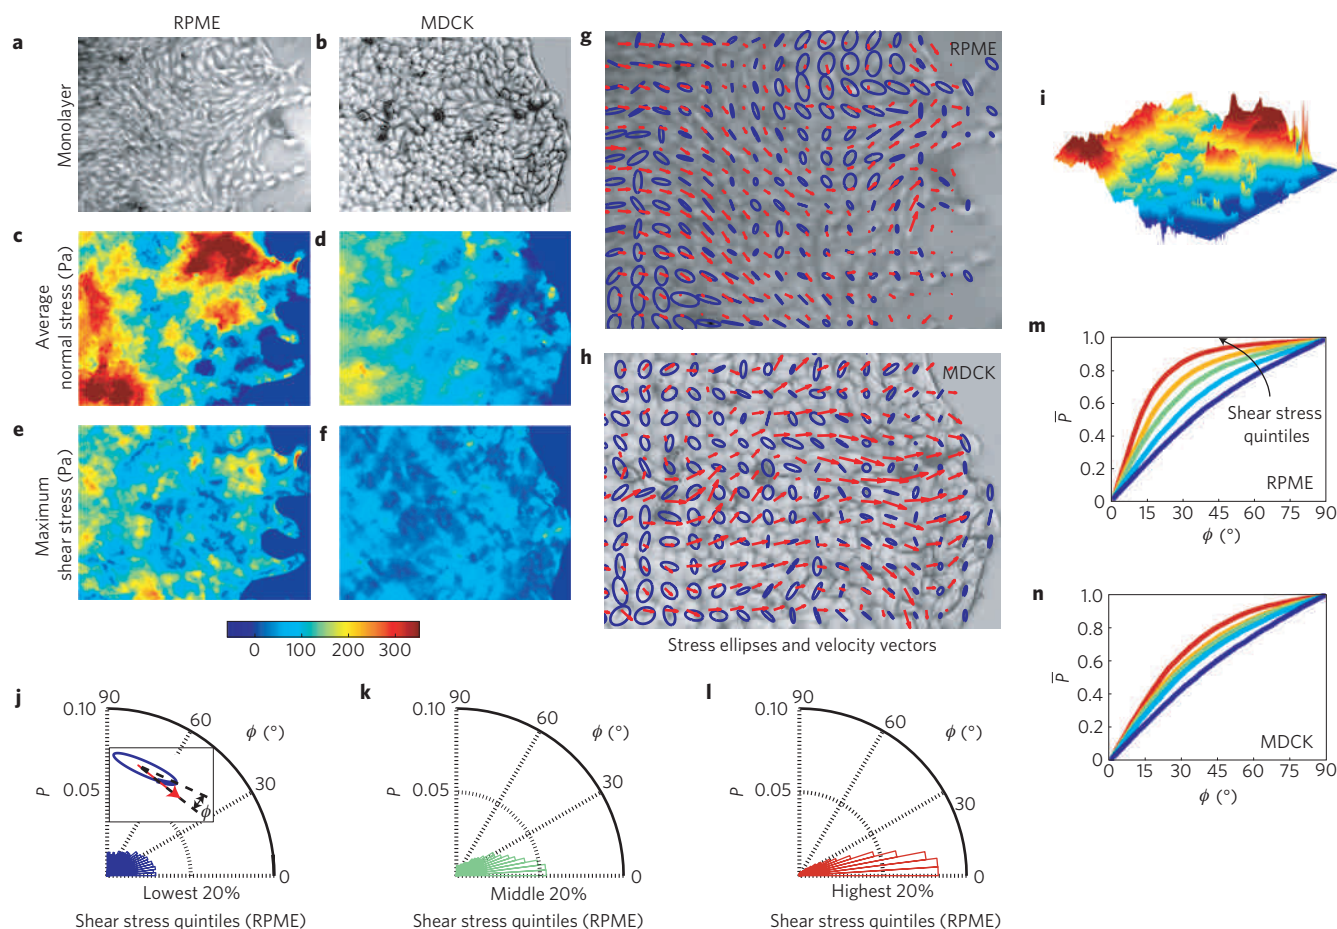 RPME
MDCK
a
b
Monolayer
c
d
Average
normal stress (Pa)
e
f
Maximum
shear stress (Pa)
0 100 200 300
g
RPME
h
MDCK
Stress ellipses and velocity vectors
i
j
90
0.10
60
ϕ (°)
30
P
0.05
ϕ
0
Lowest 20%
Shear stress quintiles (RPME)
k
90
0.10
60
ϕ (°)
30
P
0.05
0
Middle 20%
Shear stress quintiles (RPME)
l
90
0.10
60
ϕ (°)
30
P
0.05
0
Highest 20%
Shear stress quintiles (RPME)
m
1.0
0.8
0.6
0.4
0.2
0
P̅
Shear stress
quintiles
RPME
0 15 30 45 60 75 90
ϕ (°)
n
1.0
0.8
0.6
0.4
0.2
0
P̅
MDCK
0 15 30 45 60 75 90
ϕ (°)